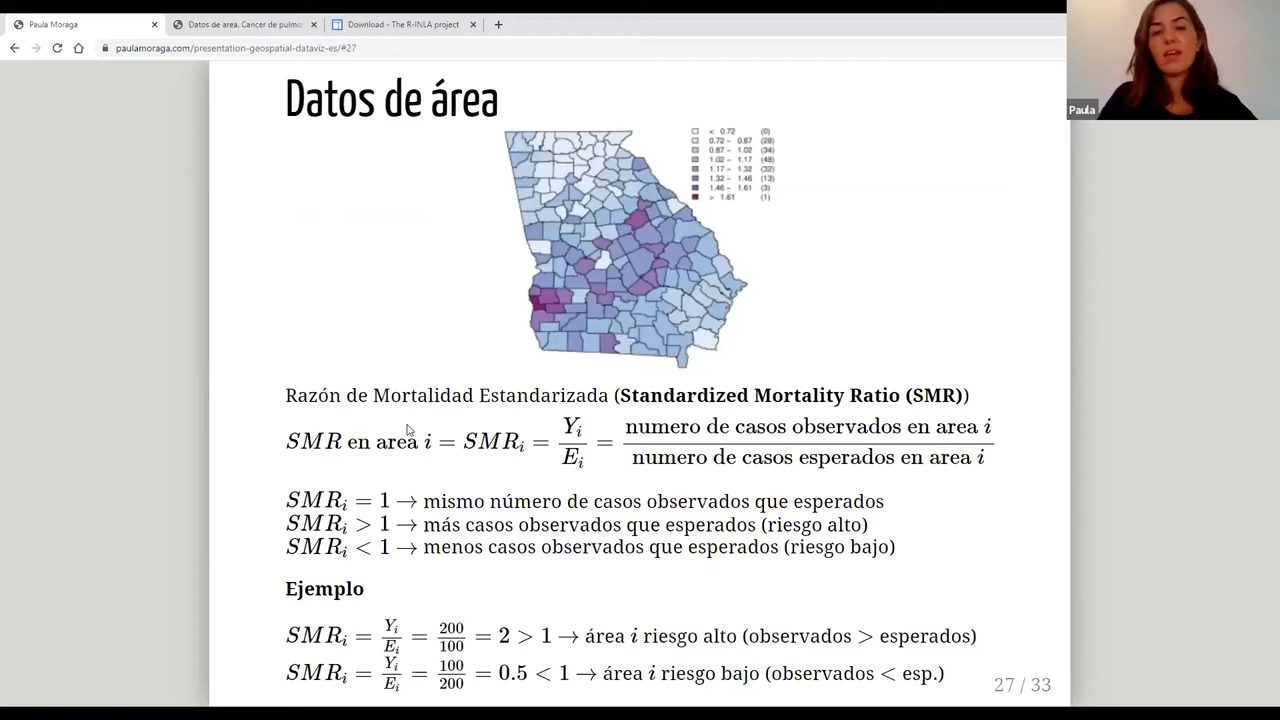 Paula Moraga
Datos de area. Cancer de pulmo
Download - The R-INLA project
paulamoraga.com/presentation-geospatial-dataviz-es/#27
Paula
Datos de área
< 0.72 (0)
0.72 - 0.87 (28)
0.87 - 1.02 (34)
1.02 - 1.17 (48)
1.17 - 1.32 (32)
1.32 - 1.46 (13)
1.46 - 1.61 (3)
> 1.61 (1)
Razón de Mortalidad Estandarizada (Standardized Mortality Ratio (SMR))
SMR en area i = SMR_i = Y_i / E_i = numero de casos observados en area i / numero de casos esperados en area i
SMR_i = 1 → mismo número de casos observados que esperados
SMR_i > 1 → más casos observados que esperados (riesgo alto)
SMR_i < 1 → menos casos observados que esperados (riesgo bajo)
Ejemplo
SMR_i = Y_i / E_i = 200 / 100 = 2 > 1 → área i riesgo alto (observados > esperados)
SMR_i = Y_i / E_i = 100 / 200 = 0.5 < 1 → área i riesgo bajo (observados < esp.)
27 / 33